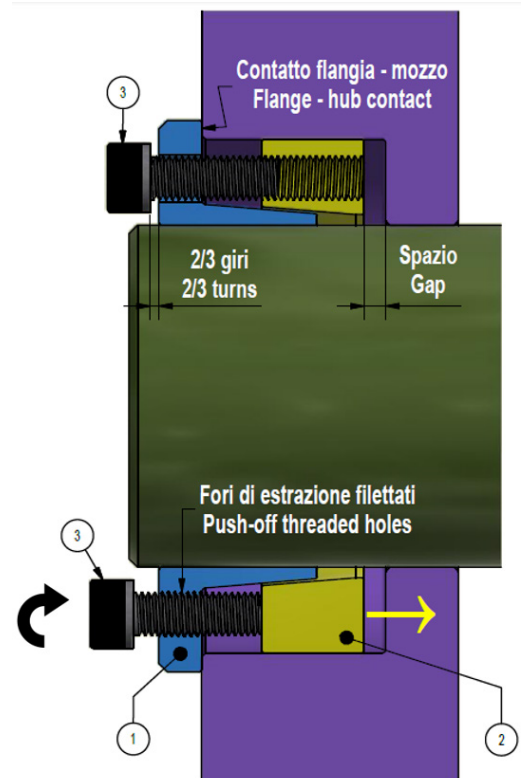 Contatto flangia - mozzo
Flange - hub contact
3
2/3 giri
2/3 turns
Spazio
Gap
Fori di estrazione filettati
Push-off threaded holes
3
1
2